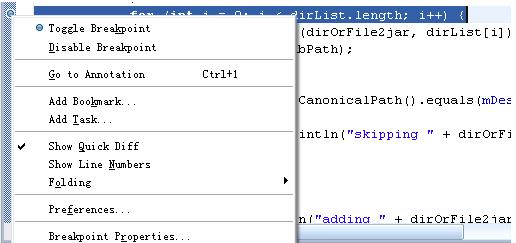 for (int i = 0; i < dirList.length; i++) {
Toggle Breakpoint
(dirOrFile2jar, dirList[i])
Disable Breakpoint
bPath);
Go to Annotation Ctrl+1
Add Bookmark...
CanonicalPath().equals(mDes
Add Task...
Show Quick Diff
intln("skipping " + dirOrFi
Show Line Numbers
Folding
Preferences...
n("adding " + dirOrFile2jar
Breakpoint Properties...